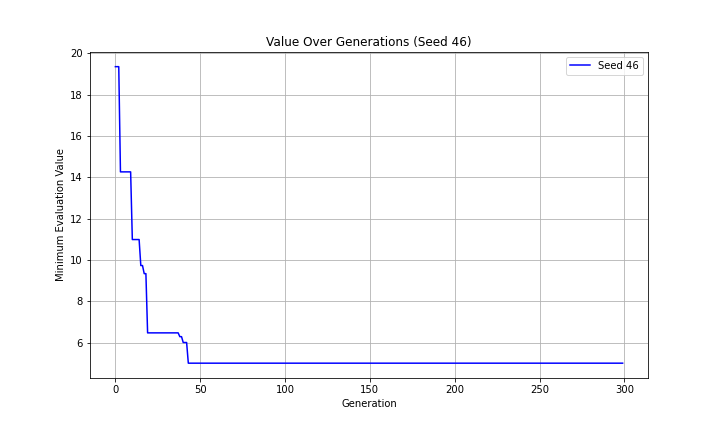 Value Over Generations (Seed 46)
Seed 46
20
18
16
14
12
10
8
6
Minimum Evaluation Value
0 50 100 150 200 250 300
Generation